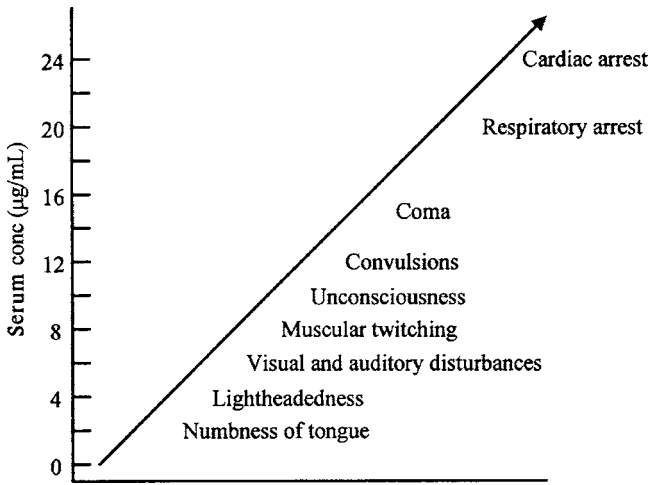 Serum conc (µg/mL)
24
20
16
12
8
4
0
Cardiac arrest
Respiratory arrest
Coma
Convulsions
Unconsciousness
Muscular twitching
Visual and auditory disturbances
Lightheadedness
Numbness of tongue